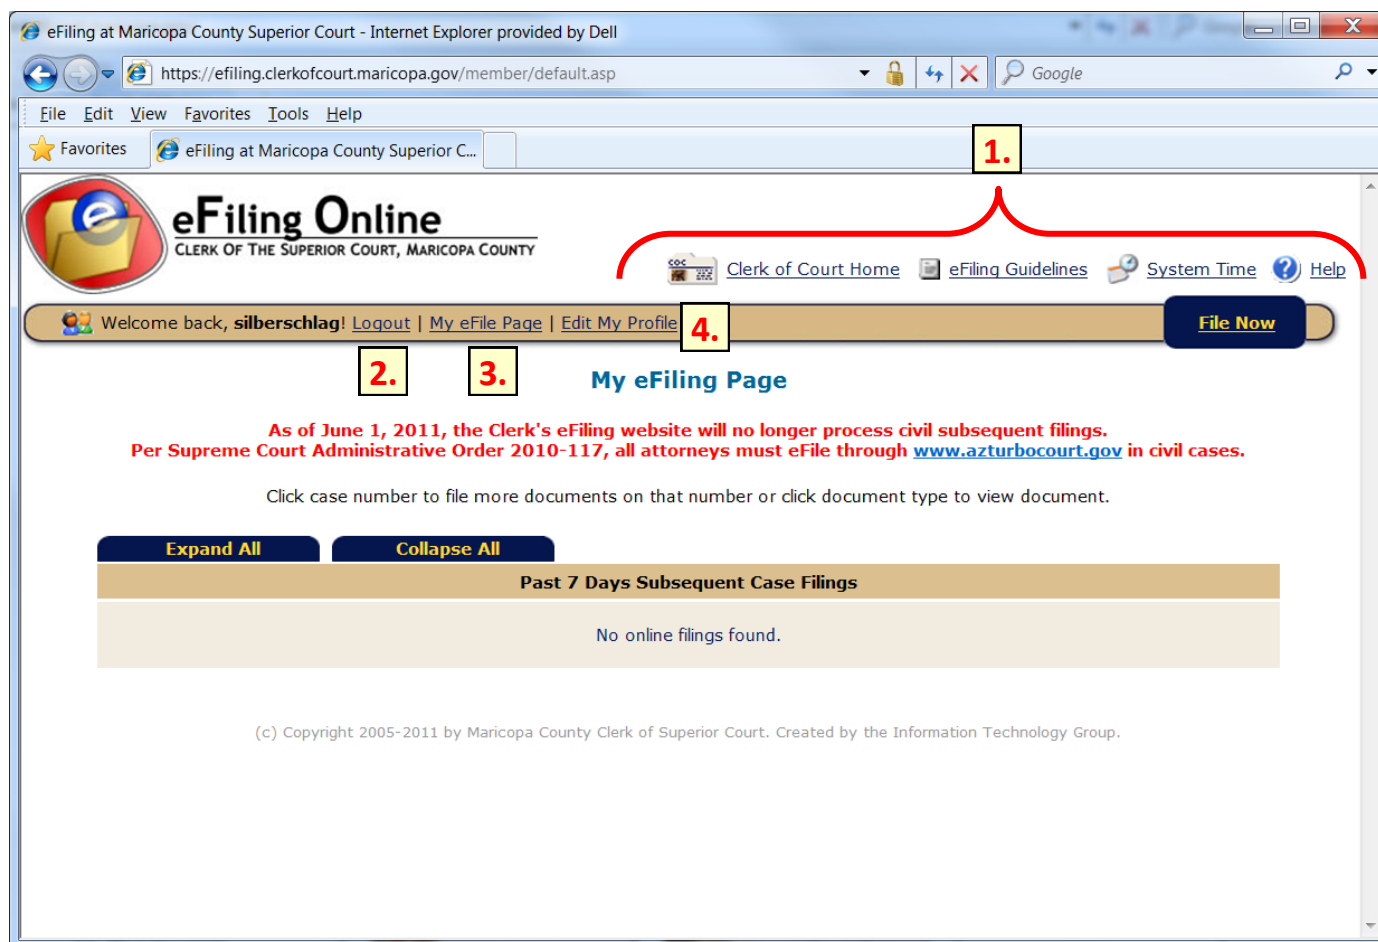 eFiling at Maricopa County Superior Court - Internet Explorer provided by Dell
https://efiling.clerkofcourt.maricopa.gov/member/default.asp
Google
File Edit View Favorites Tools Help
Favorites eFiling at Maricopa County Superior C...
1.
eFiling Online
CLERK OF THE SUPERIOR COURT, MARICOPA COUNTY
COC Clerk of Court Home eFiling Guidelines System Time Help
Welcome back, silberschlag! Logout | My eFile Page | Edit My Profile 4. File Now
2. 3.
My eFiling Page
As of June 1, 2011, the Clerk's eFiling website will no longer process civil subsequent filings.
Per Supreme Court Administrative Order 2010-117, all attorneys must eFile through www.azturbocourt.gov in civil cases.
Click case number to file more documents on that number or click document type to view document.
Expand All Collapse All
Past 7 Days Subsequent Case Filings
No online filings found.
(c) Copyright 2005-2011 by Maricopa County Clerk of Superior Court. Created by the Information Technology Group.